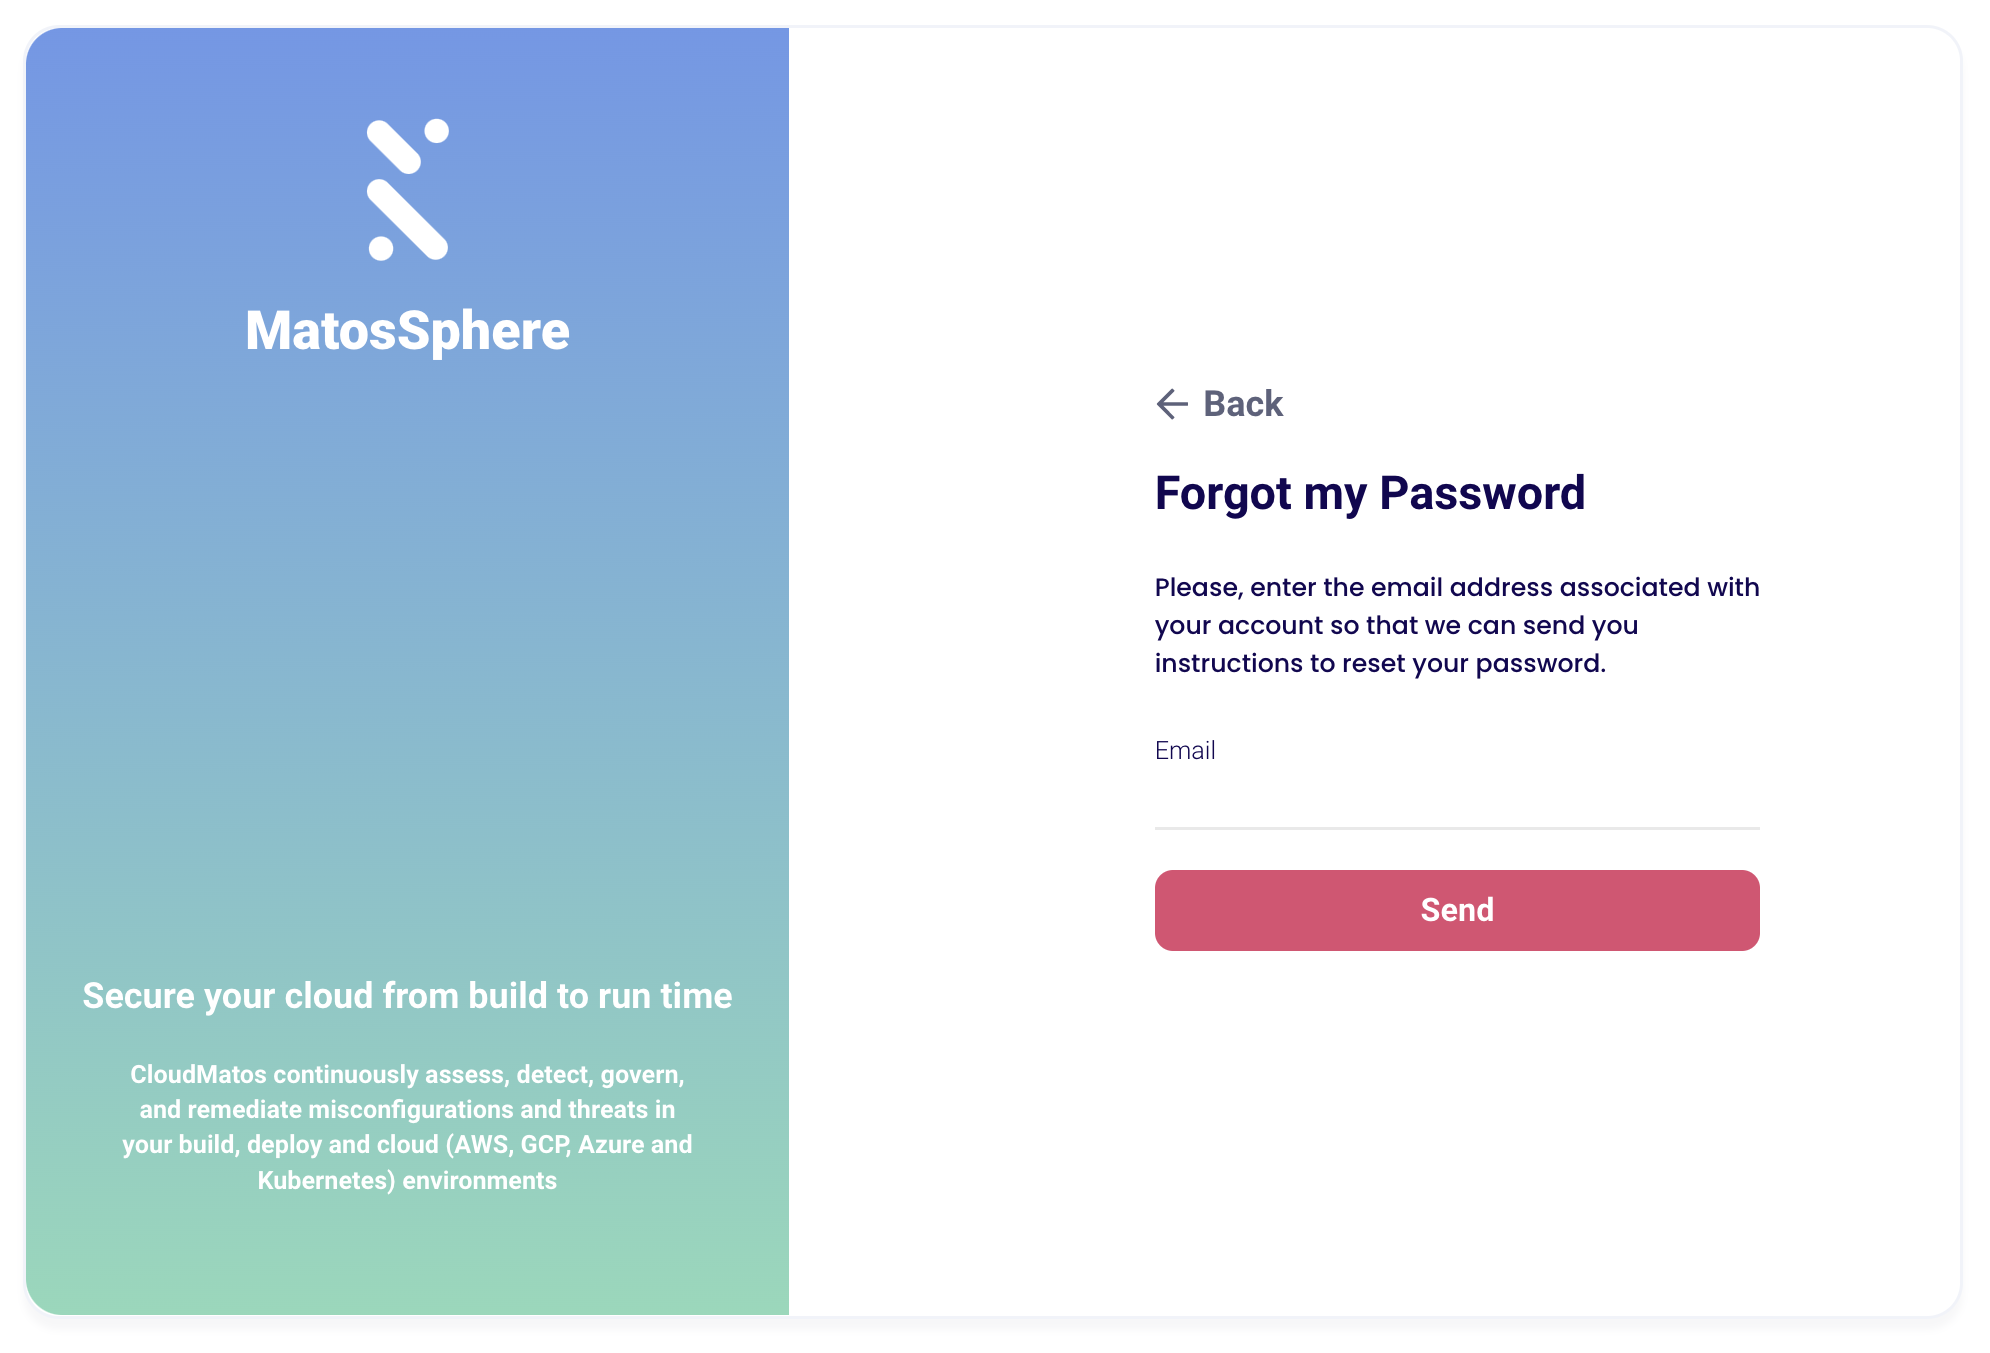 MatosSphere
Secure your cloud from build to run time
CloudMatos continuously assess, detect, govern,
and remediate misconfigurations and threats in
your build, deploy and cloud (AWS, GCP, Azure and
Kubernetes) environments
Back
Forgot my Password
Please, enter the email address associated with
your account so that we can send you
instructions to reset your password.
Email
Send